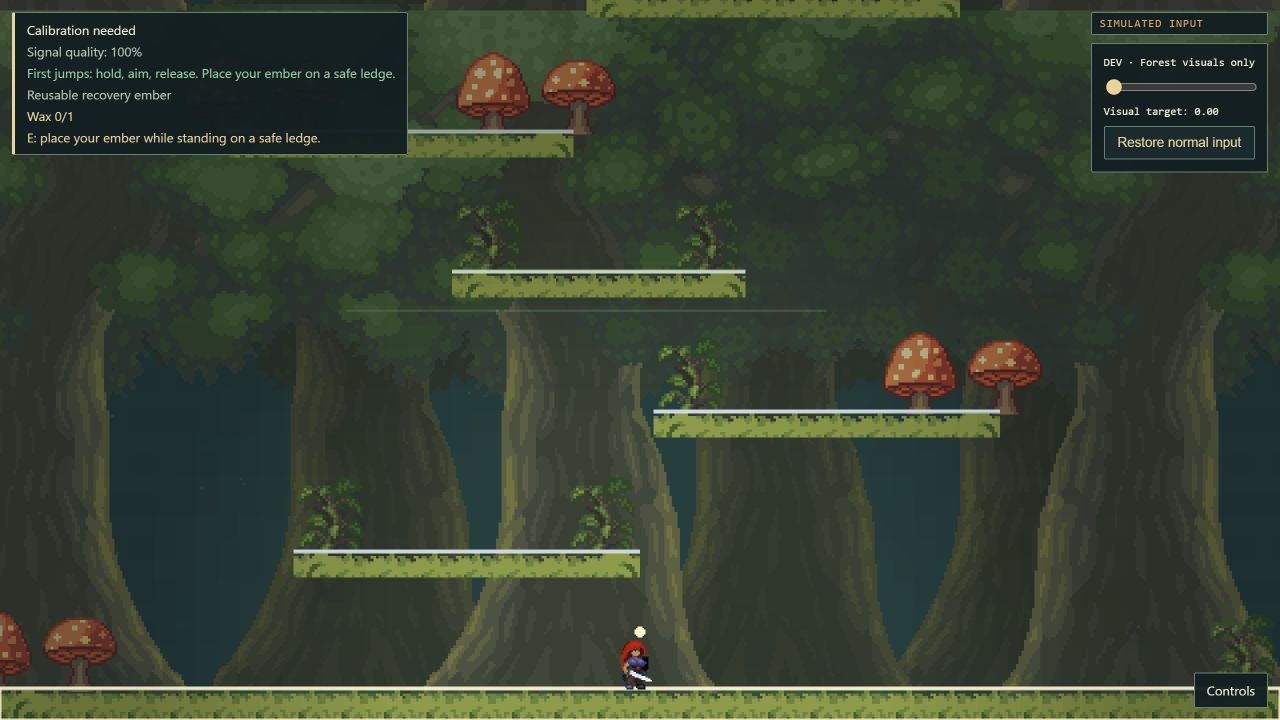 Calibration needed
Signal quality: 100%
First jumps: hold, aim, release. Place your ember on a safe ledge.
Reusable recovery ember
Wax 0/1
E: place your ember while standing on a safe ledge.
SIMULATED INPUT
DEV · Forest visuals only
Visual target: 0.00
Restore normal input
Controls